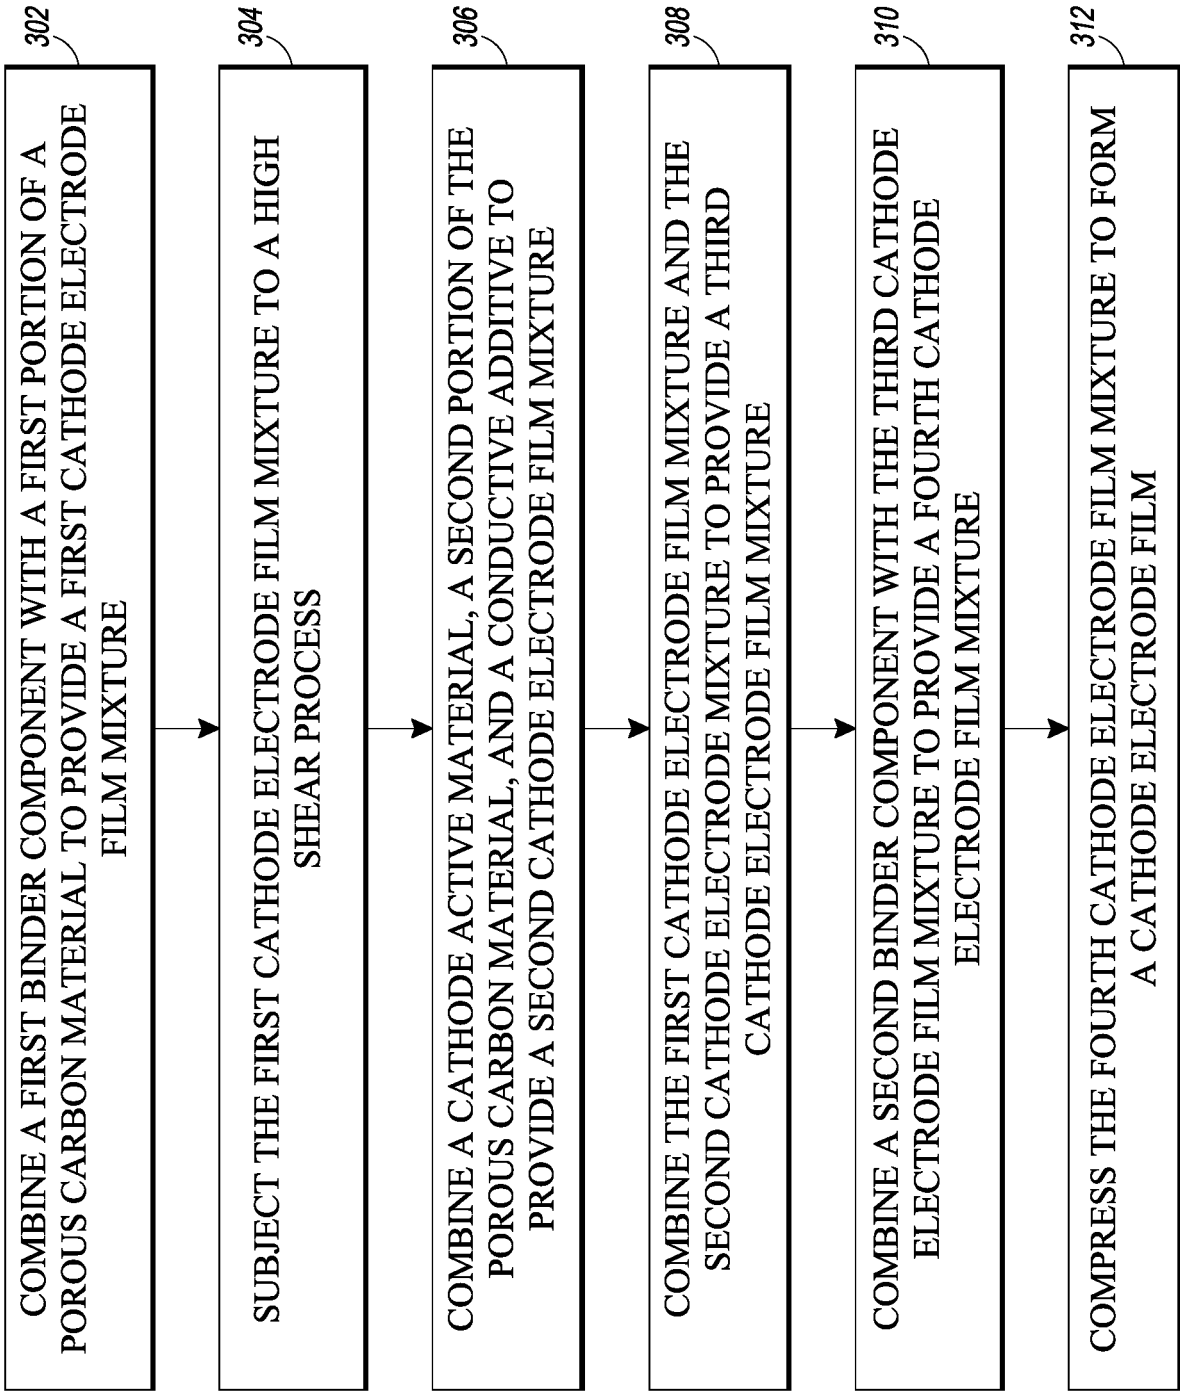 302
COMBINE A FIRST BINDER COMPONENT WITH A FIRST PORTION OF A
POROUS CARBON MATERIAL TO PROVIDE A FIRST CATHODE ELECTRODE
FILM MIXTURE
304
SUBJECT THE FIRST CATHODE ELECTRODE FILM MIXTURE TO A HIGH
SHEAR PROCESS
306
COMBINE A CATHODE ACTIVE MATERIAL, A SECOND PORTION OF THE
POROUS CARBON MATERIAL, AND A CONDUCTIVE ADDITIVE TO
PROVIDE A SECOND CATHODE ELECTRODE FILM MIXTURE
308
COMBINE THE FIRST CATHODE ELECTRODE FILM MIXTURE AND THE
SECOND CATHODE ELECTRODE MIXTURE TO PROVIDE A THIRD
CATHODE ELECTRODE FILM MIXTURE
310
COMBINE A SECOND BINDER COMPONENT WITH THE THIRD CATHODE
ELECTRODE FILM MIXTURE TO PROVIDE A FOURTH CATHODE
ELECTRODE FILM MIXTURE
312
COMPRESS THE FOURTH CATHODE ELECTRODE FILM MIXTURE TO FORM
A CATHODE ELECTRODE FILM